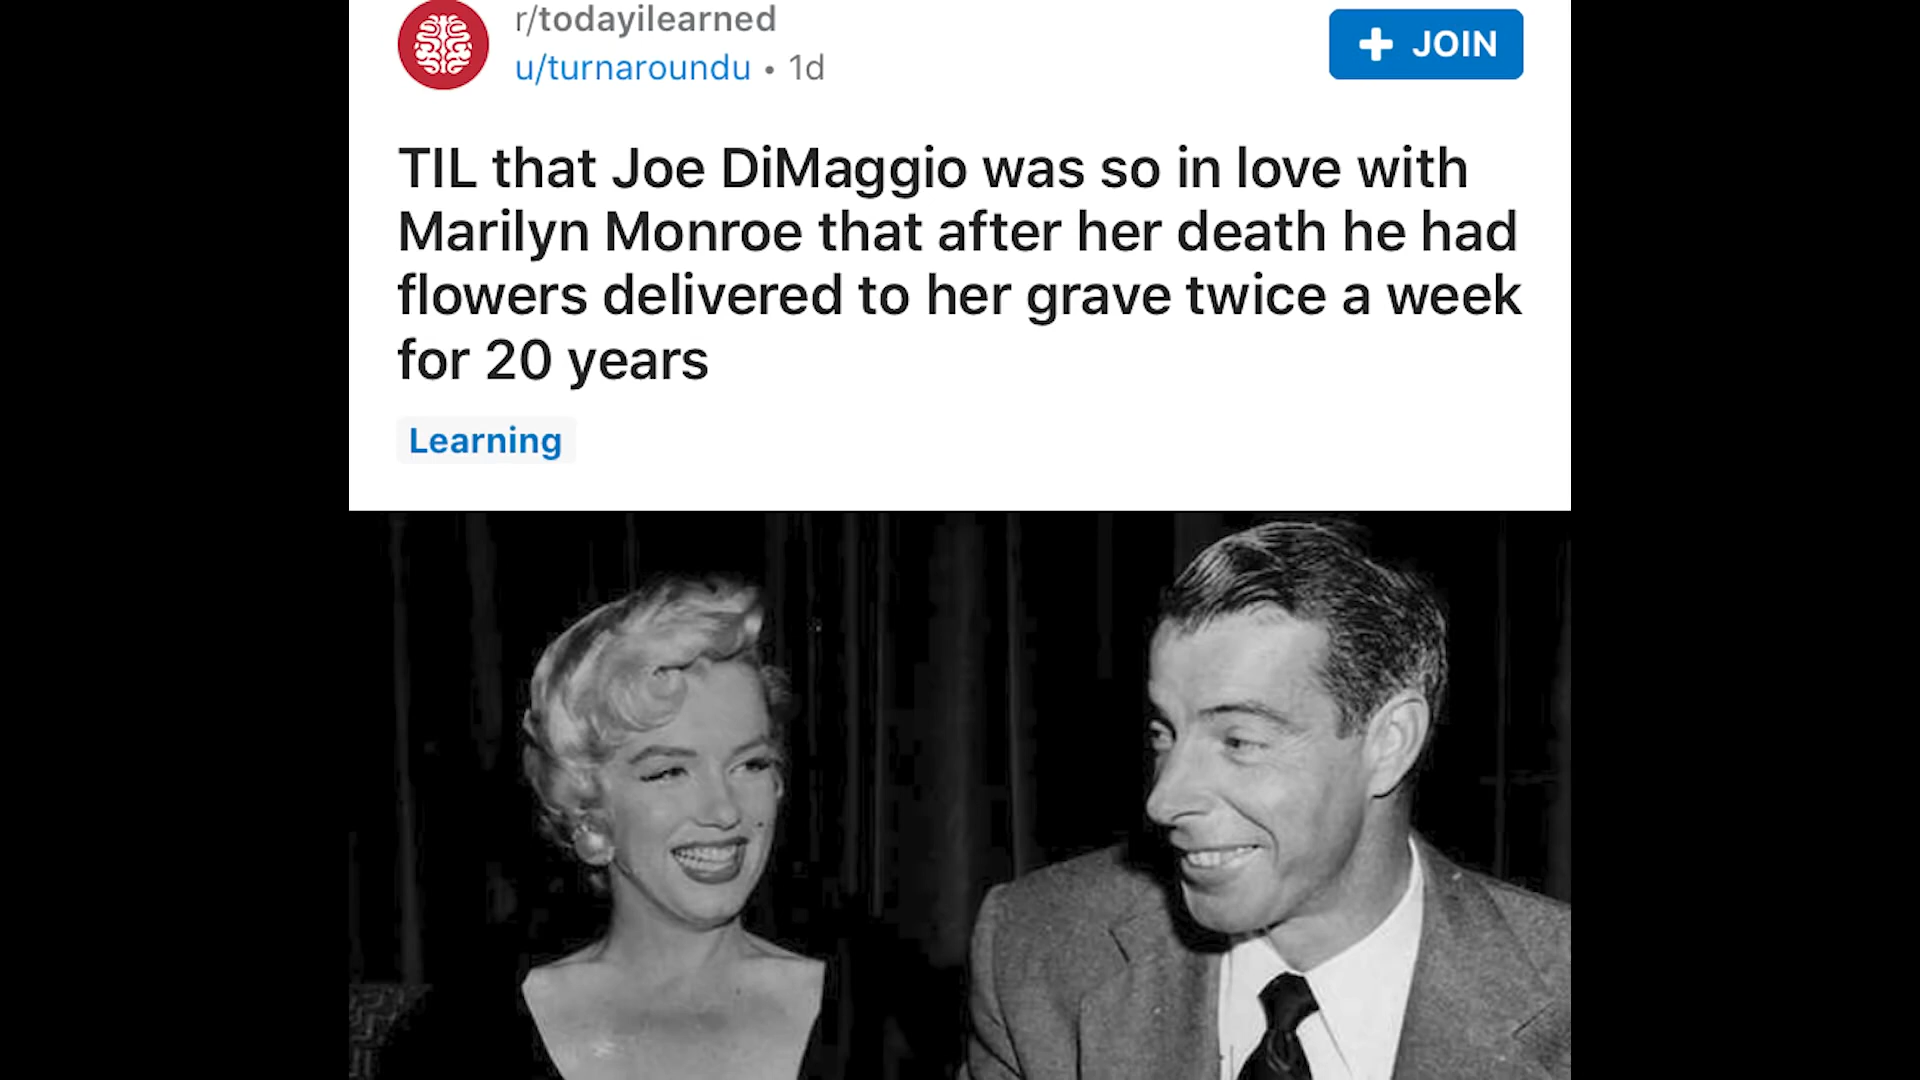 r/todayilearned
u/turnaroundu • 1d
+ JOIN
TIL that Joe DiMaggio was so in love with
Marilyn Monroe that after her death he had
flowers delivered to her grave twice a week
for 20 years
Learning